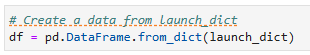 # Create a data from launch_dict
df = pd.DataFrame.from_dict(launch_dict)